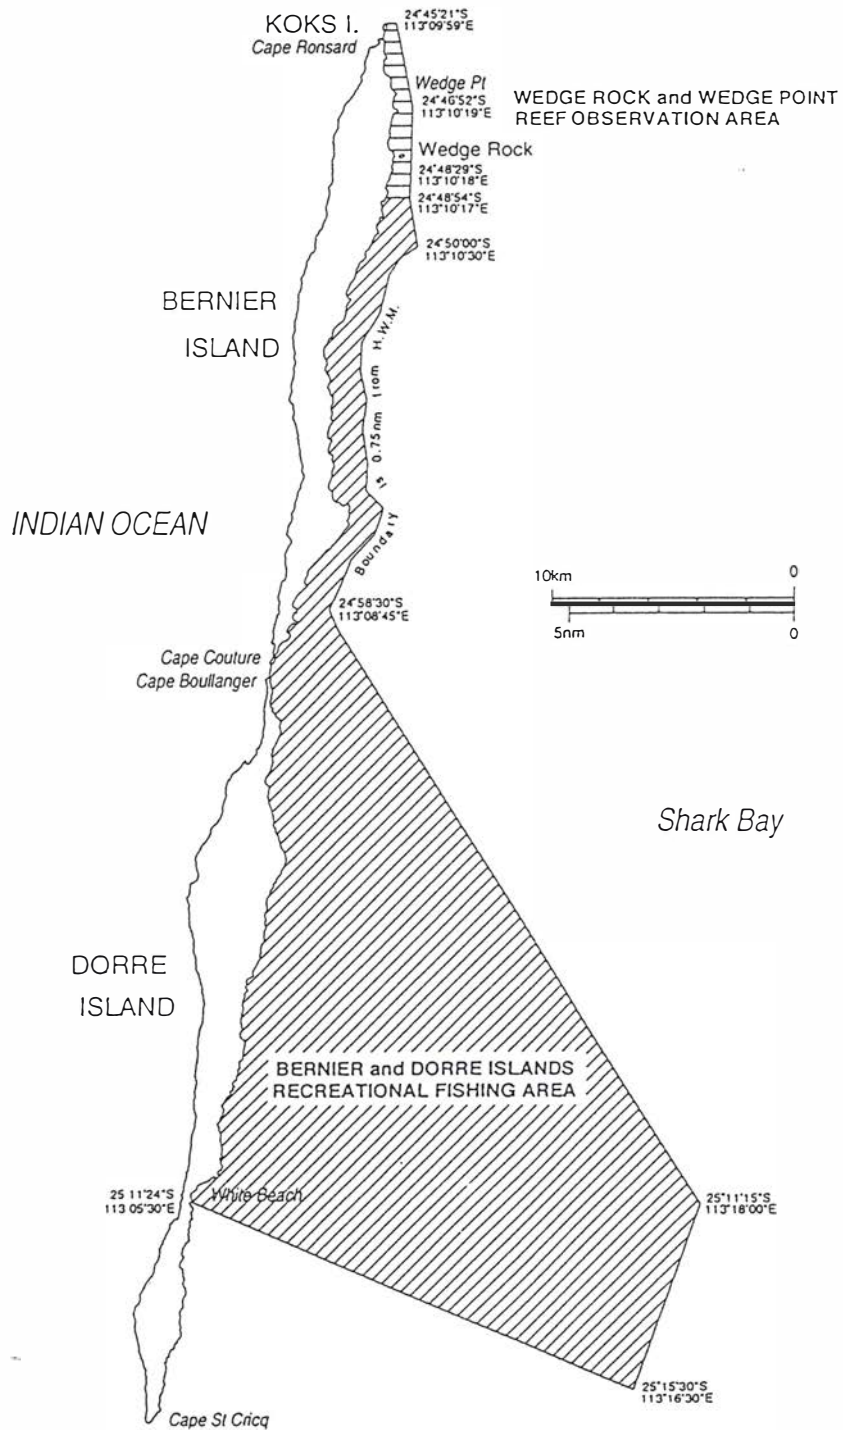 KOKS I.
24°45'21"S
113°09'59"E
Cape Ronsard
Wedge Pt
24°46'52"S
113°10'19"E
WEDGE ROCK and WEDGE POINT
REEF OBSERVATION AREA
Wedge Rock
24°48'29"S
113°10'18"E
24°48'54"S
113°10'17"E
24°50'00"S
113°10'30"E
BERNIER
ISLAND
Boundary is 0.75nm from H.W.M.
INDIAN OCEAN
10km 0
5nm 0
24°58'30"S
113°08'45"E
Cape Couture
Cape Boullanger
Shark Bay
DORRE
ISLAND
BERNIER and DORRE ISLANDS
RECREATIONAL FISHING AREA
25 11'24"S
113 05'30"E
White Beach
25°11'15"S
113°18'00"E
25°15'30"S
113°16'30"E
Cape St Cricq